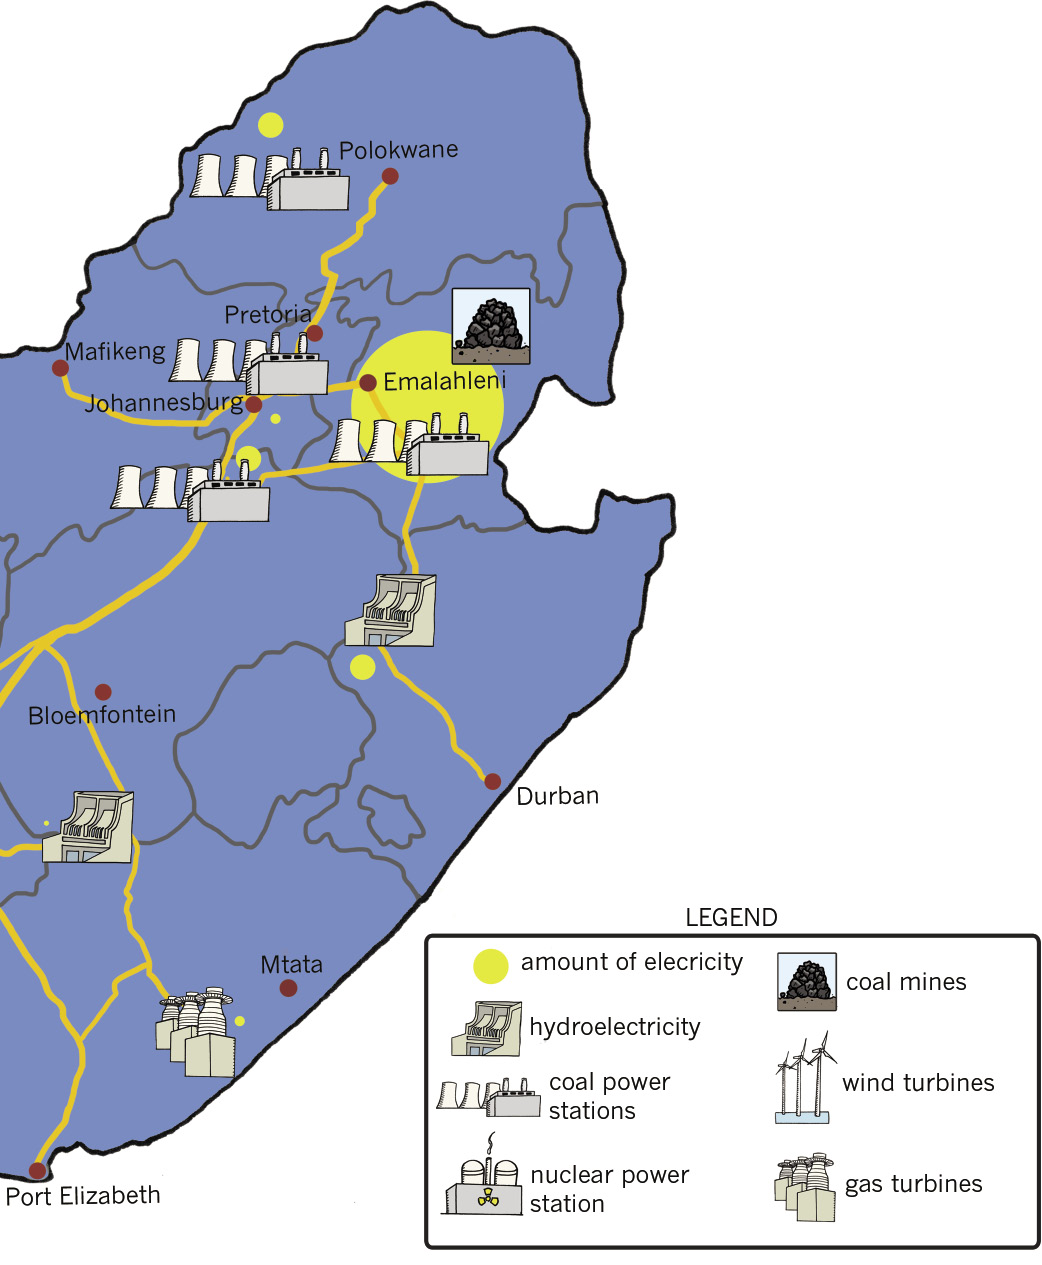 Polokwane
Pretoria
Mafikeng
Emalahleni
Johannesburg
Bloemfontein
Durban
Mtata
Port Elizabeth
LEGEND
amount of elecricity
hydroelectricity
coal power
stations
nuclear power
station
coal mines
wind turbines
gas turbines